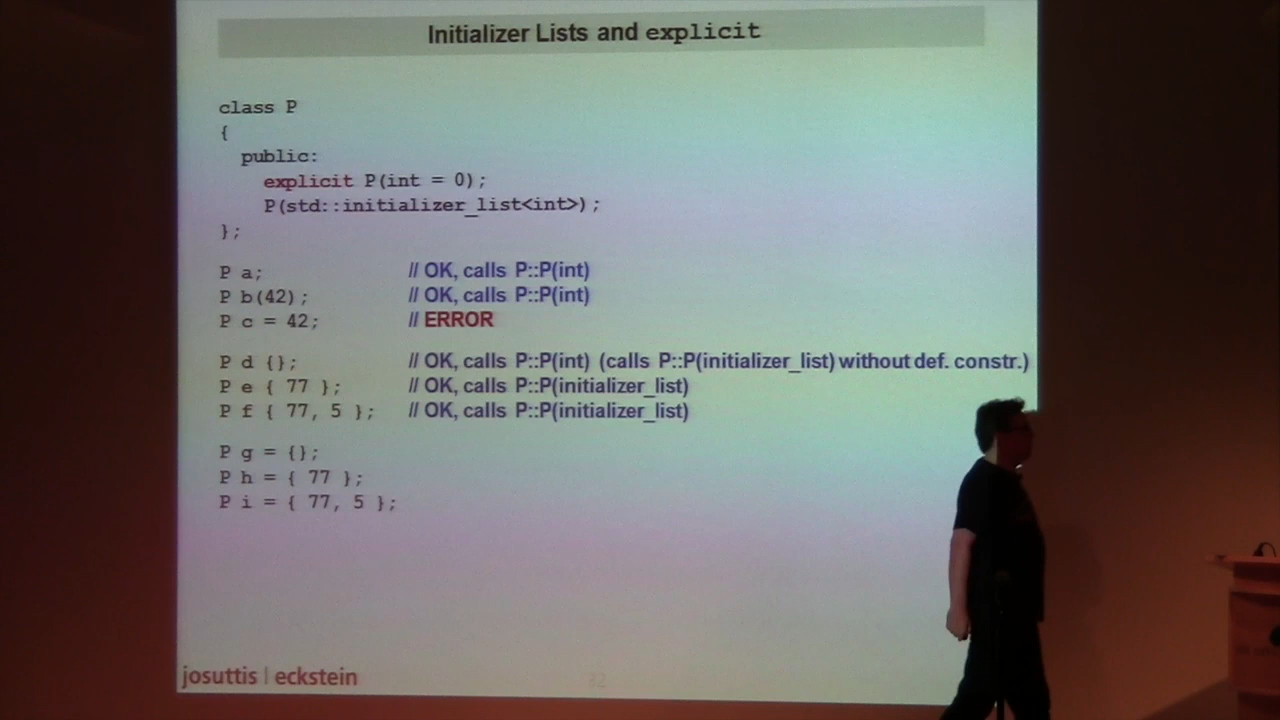 Initializer Lists and explicit
class P
{
public:
explicit P(int = 0);
P(std::initializer_list<int>);
};
P a; // OK, calls P::P(int)
P b(42); // OK, calls P::P(int)
P c = 42; // ERROR
P d {}; // OK, calls P::P(int) (calls P::P(initializer_list) without def. constr.)
P e { 77 }; // OK, calls P::P(initializer_list)
P f { 77, 5 }; // OK, calls P::P(initializer_list)
P g = {};
P h = { 77 };
P i = { 77, 5 };
josuttis | eckstein